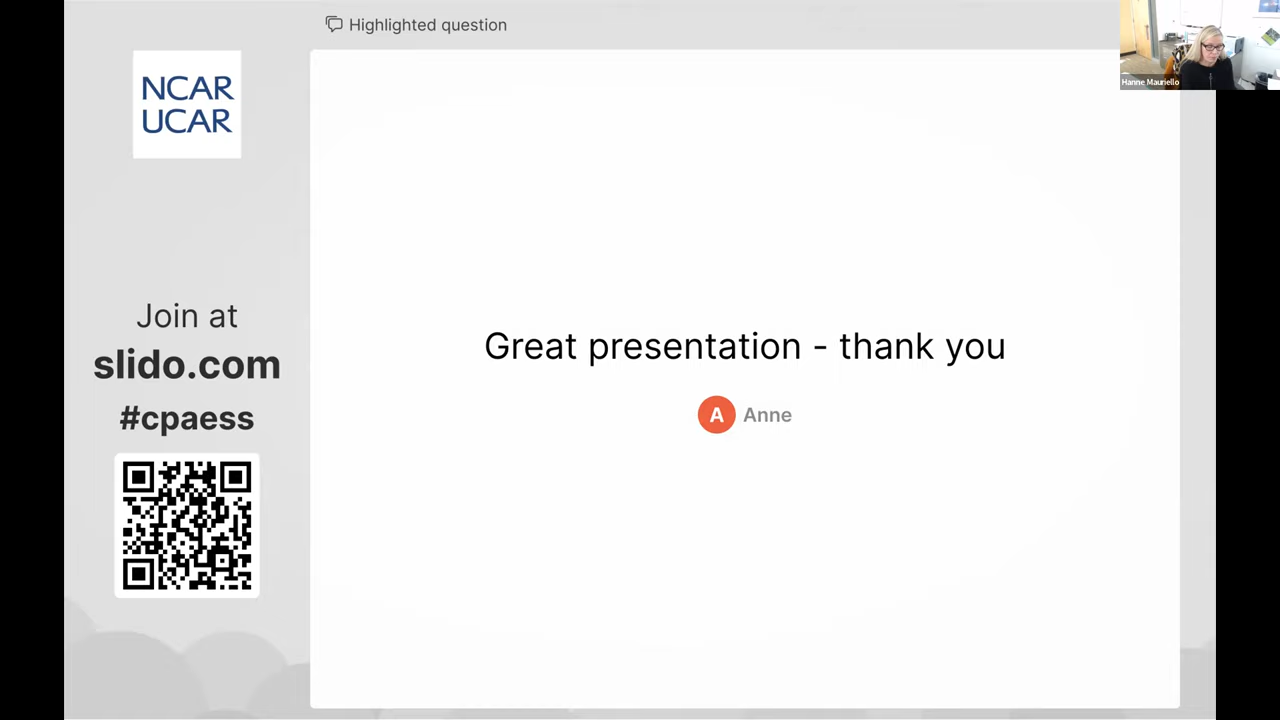 Highlighted question
Hanne Mauriello
NCAR
UCAR
Join at
slido.com
#cpaess
Great presentation - thank you
A Anne